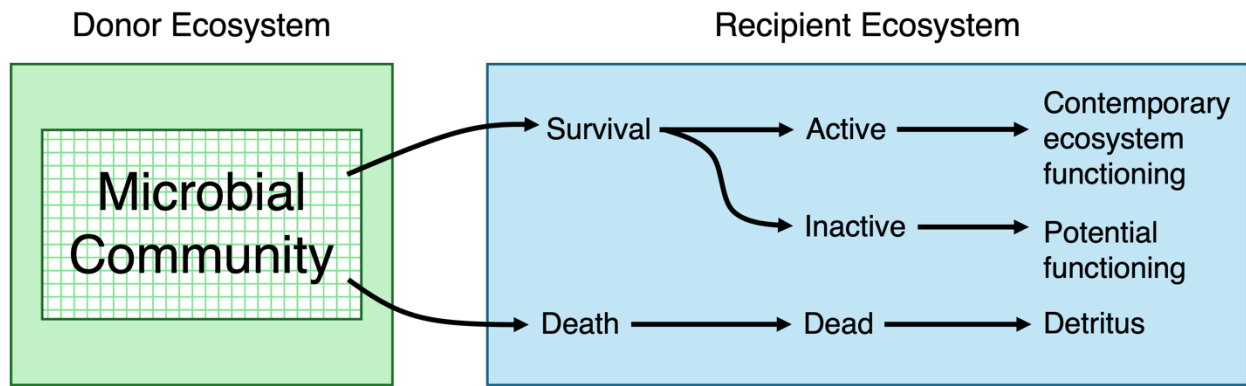 Donor Ecosystem
Recipient Ecosystem
Microbial
Community
Survival
Active
Contemporary
ecosystem
functioning
Inactive
Potential
functioning
Death
Dead
Detritus